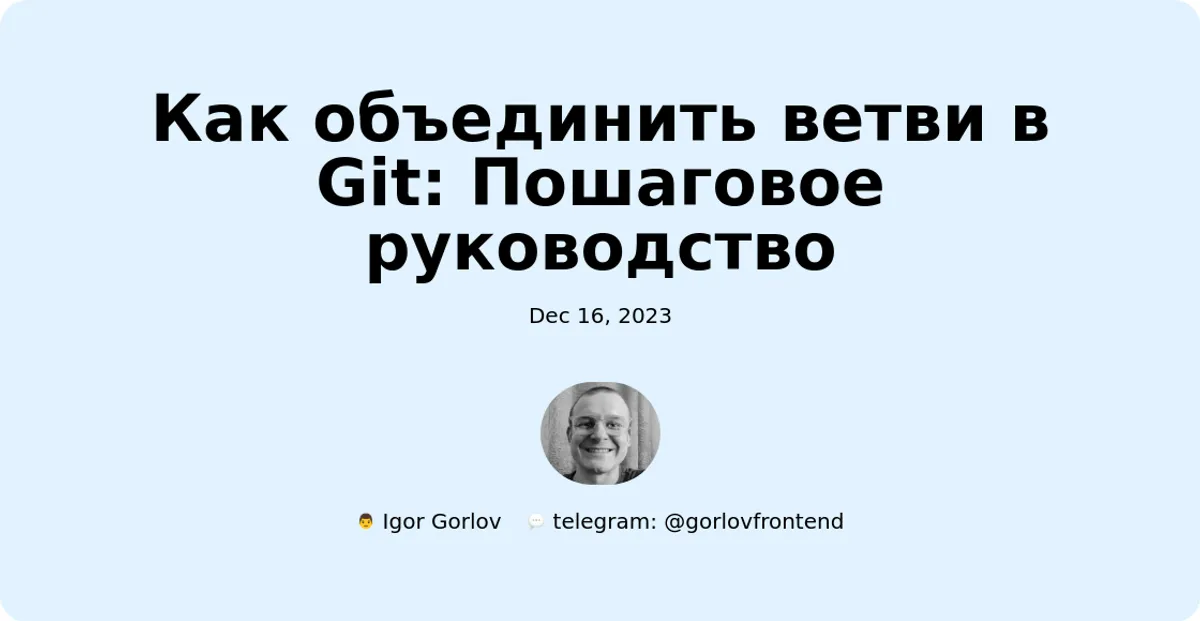 Как объединить ветви в
Git: Пошаговое
руководство
Dec 16, 2023
Igor Gorlov telegram: @gorlovfrontend